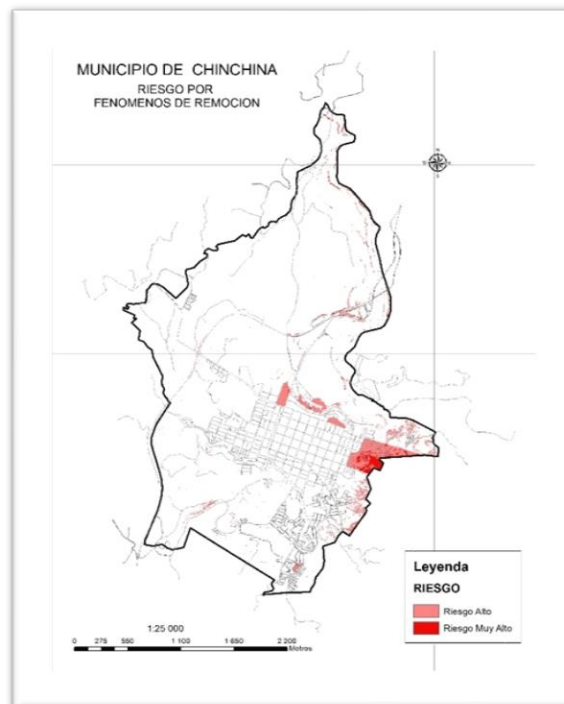 MUNICIPIO DE CHINCHINA
RIESGO POR
FENOMENOS DE REMOCION
Leyenda
RIESGO
Riesgo Alto
Riesgo Muy Alto
1:25 000
0 275 550 1 100 1 650 2 200
Metros